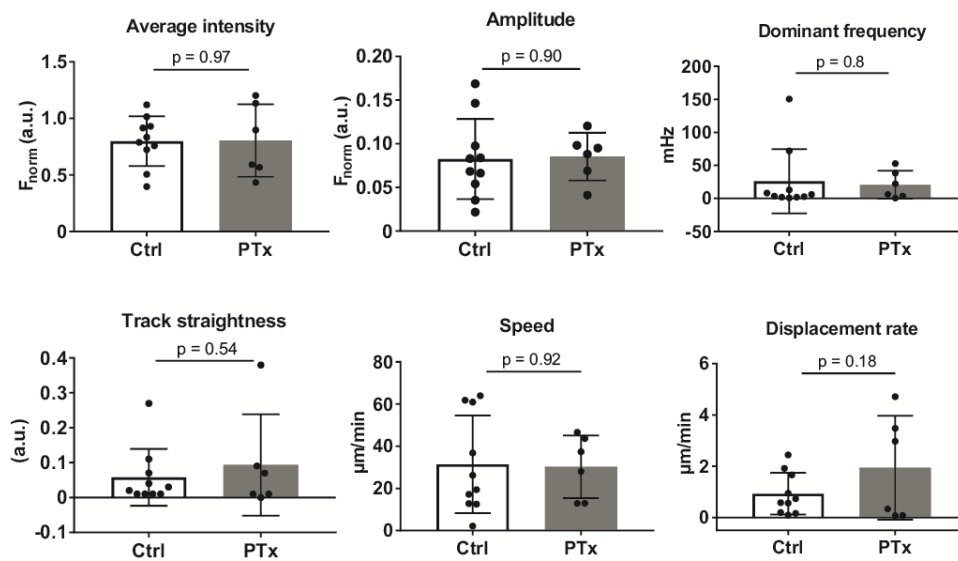 Average intensity
p = 0.97
F_norm (a.u.)
1.5
1.0
0.5
0
Ctrl
PTx
Amplitude
p = 0.90
F_norm (a.u.)
0.20
0.15
0.10
0.05
0
Ctrl
PTx
Dominant frequency
p = 0.8
mHz
200
150
100
50
0
-50
Ctrl
PTx
Track straightness
p = 0.54
(a.u.)
0.4
0.3
0.2
0.1
0
-0.1
Ctrl
PTx
Speed
p = 0.92
µm/min
80
60
40
20
0
Ctrl
PTx
Displacement rate
p = 0.18
µm/min
6
4
2
0
Ctrl
PTx